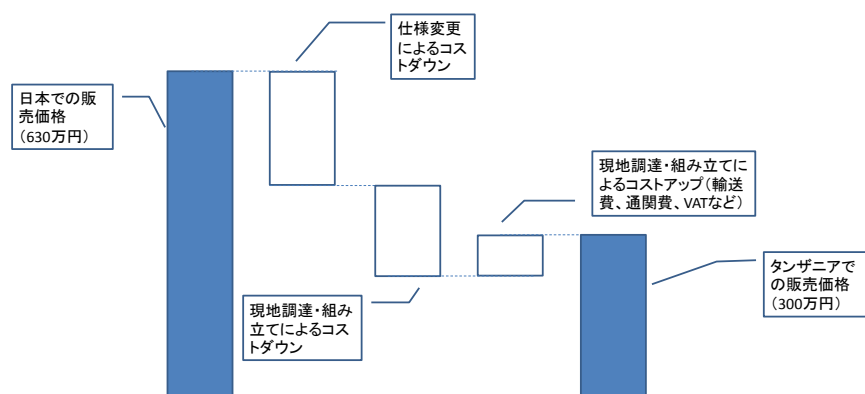 仕様変更
によるコス
トダウン
日本での販
売価格
（630万円）
現地調達・組み立てに
よるコストアップ（輸送
費、通関費、VATなど）
タンザニアで
の販売価格
（300万円）
現地調達・組み
立てによるコス
トダウン